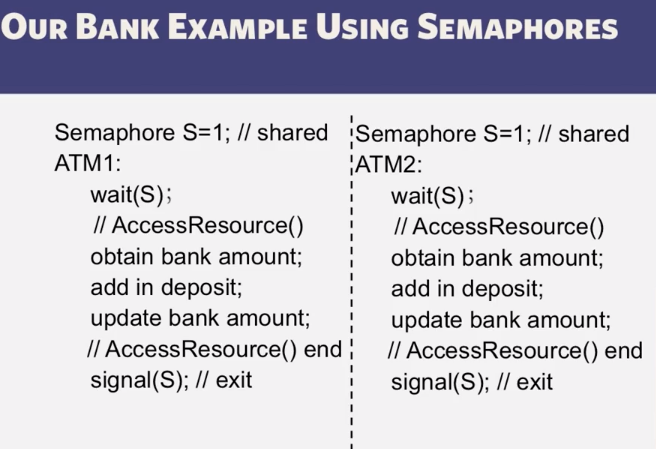 OUR BANK EXAMPLE USING SEMAPHORES
Semaphore S=1; // shared
ATM1:
wait(S);
// AccessResource()
obtain bank amount;
add in deposit;
update bank amount;
// AccessResource() end
signal(S); // exit
Semaphore S=1; // shared
ATM2:
wait(S);
// AccessResource()
obtain bank amount;
add in deposit;
update bank amount;
// AccessResource() end
signal(S); // exit